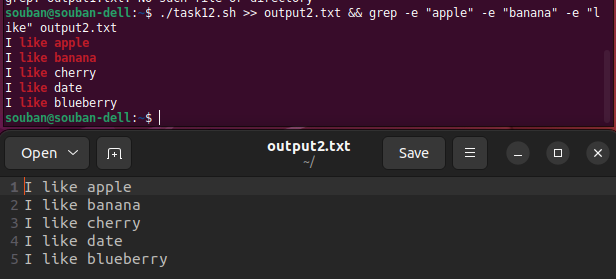 grep: output1.txt: No such file or directory
souban@souban-dell:~$ ./task12.sh >> output2.txt && grep -e "apple" -e "banana" -e "l
ike" output2.txt
I like apple
I like banana
I like cherry
I like date
I like blueberry
souban@souban-dell:~$
Open
output2.txt
~/
Save
1 I like apple
2 I like banana
3 I like cherry
4 I like date
5 I like blueberry